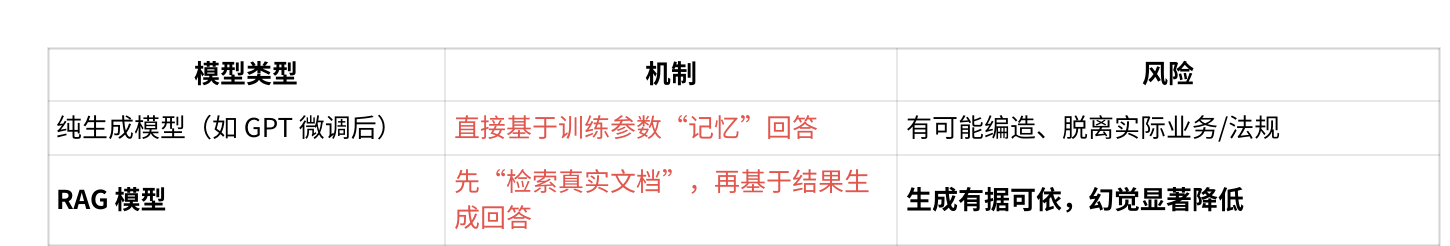 模型类型 机制 风险
纯生成模型（如 GPT 微调后） 直接基于训练参数“记忆”回答 有可能编造、脱离实际业务/法规
RAG 模型 先“检索真实文档”，再基于结果生 生成有据可依，幻觉显著降低
成回答